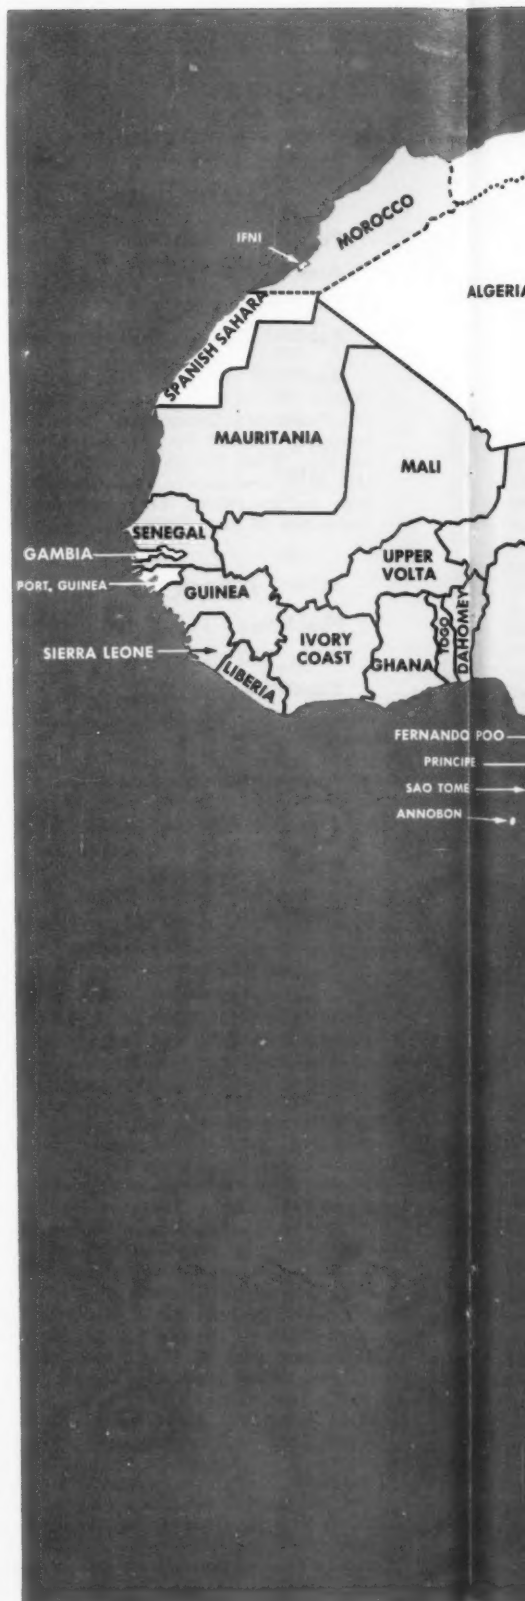 MOROCCO
IFNI
ALGERIA
SPANISH SAHARA
MAURITANIA
MALI
SENEGAL
GAMBIA
UPPER
VOLTA
PORT. GUINEA
GUINEA
IVORY
COAST
TOGO
DAHOMEY
SIERRA LEONE
GHANA
LIBERIA
FERNANDO POO
PRINCIPE
SAO TOME
ANNOBON